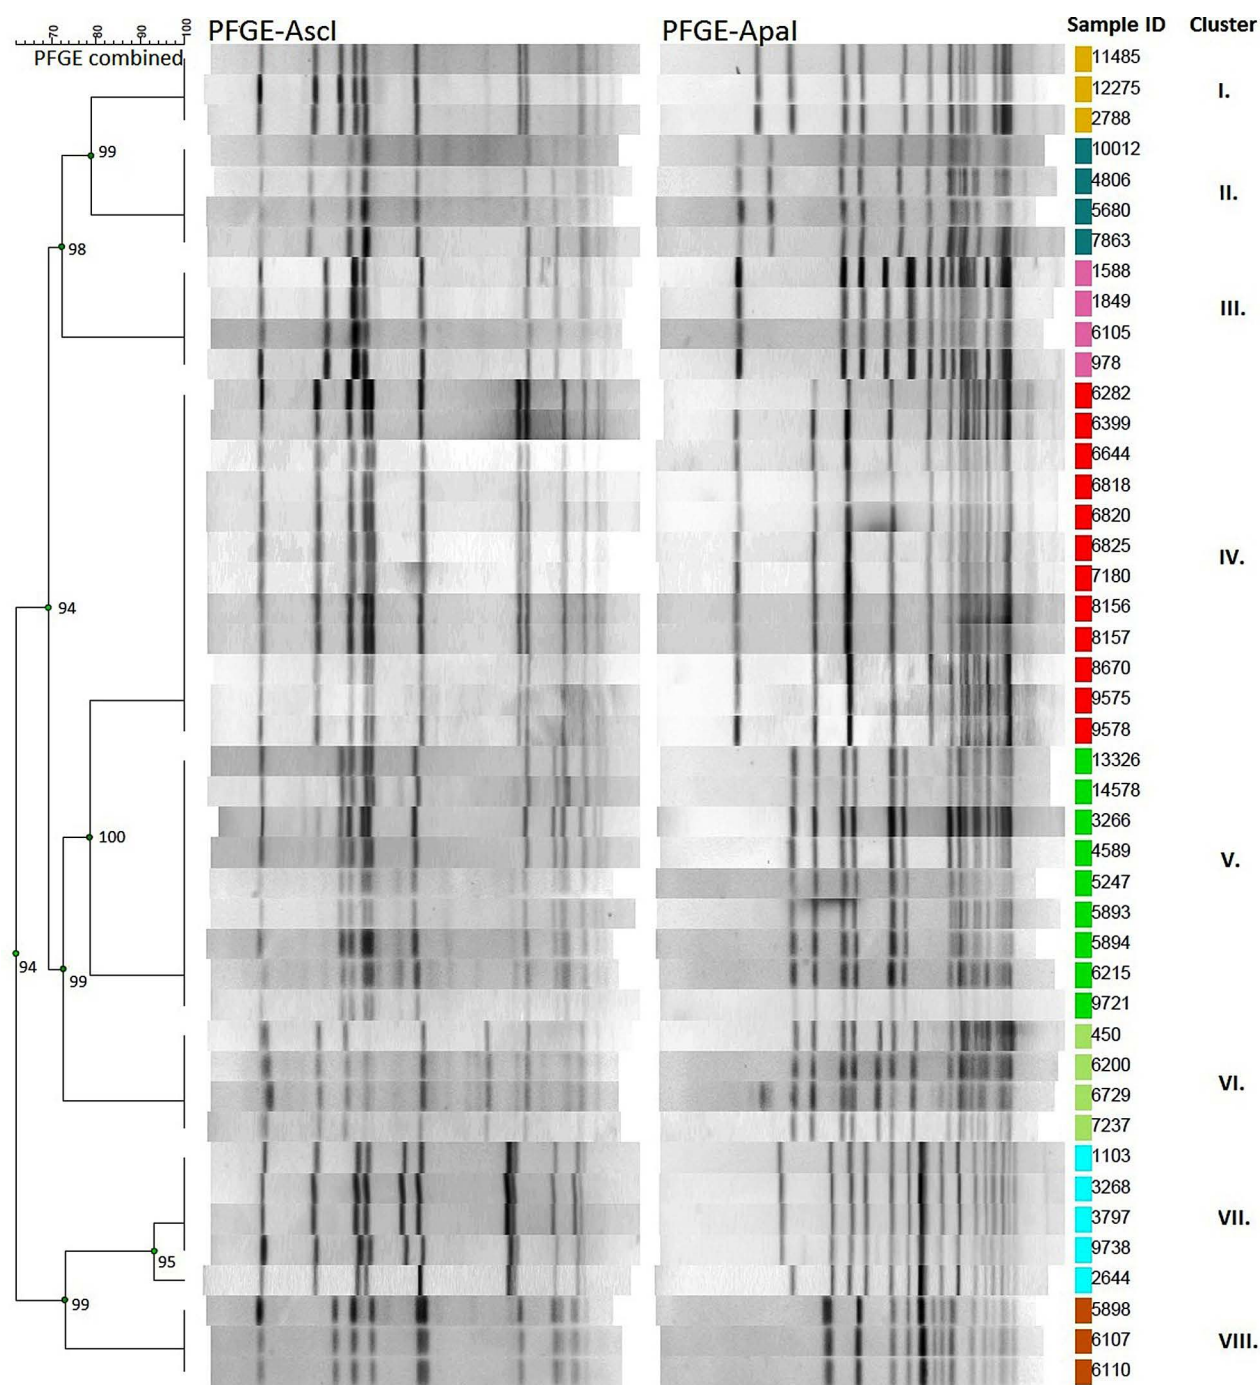 PFGE-AscI PFGE-ApaI Sample ID Cluster
70 80 90 100
PFGE combined
11485
12275 I.
2788
99 10012
4806 II.
5680
98 7863
1588
1849 III.
6105
978
6282
6399
6644
6818
6820
6825 IV.
7180
94 8156
8157
8670
9575
9578
13326
14578
3266
100 4589 V.
5247
5893
5894
94 99 6215
9721
450
6200 VI.
6729
7237
1103
3268
3797 VII.
95 9738
2644
99 5898
6107 VIII.
6110